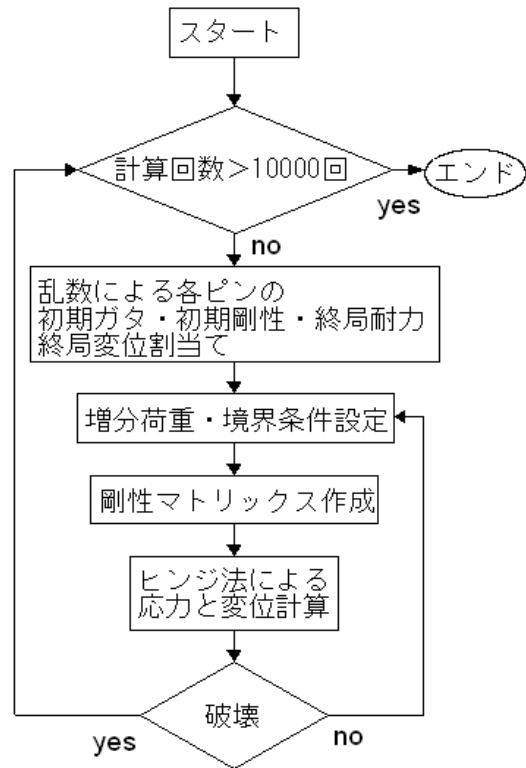 スタート
計算回数＞10000回
エンド
yes
no
乱数による各ピンの
初期ガタ・初期剛性・終局耐力
終局変位割当て
増分荷重・境界条件設定
剛性マトリックス作成
ヒンジ法による
応力と変位計算
破壊
yes
no